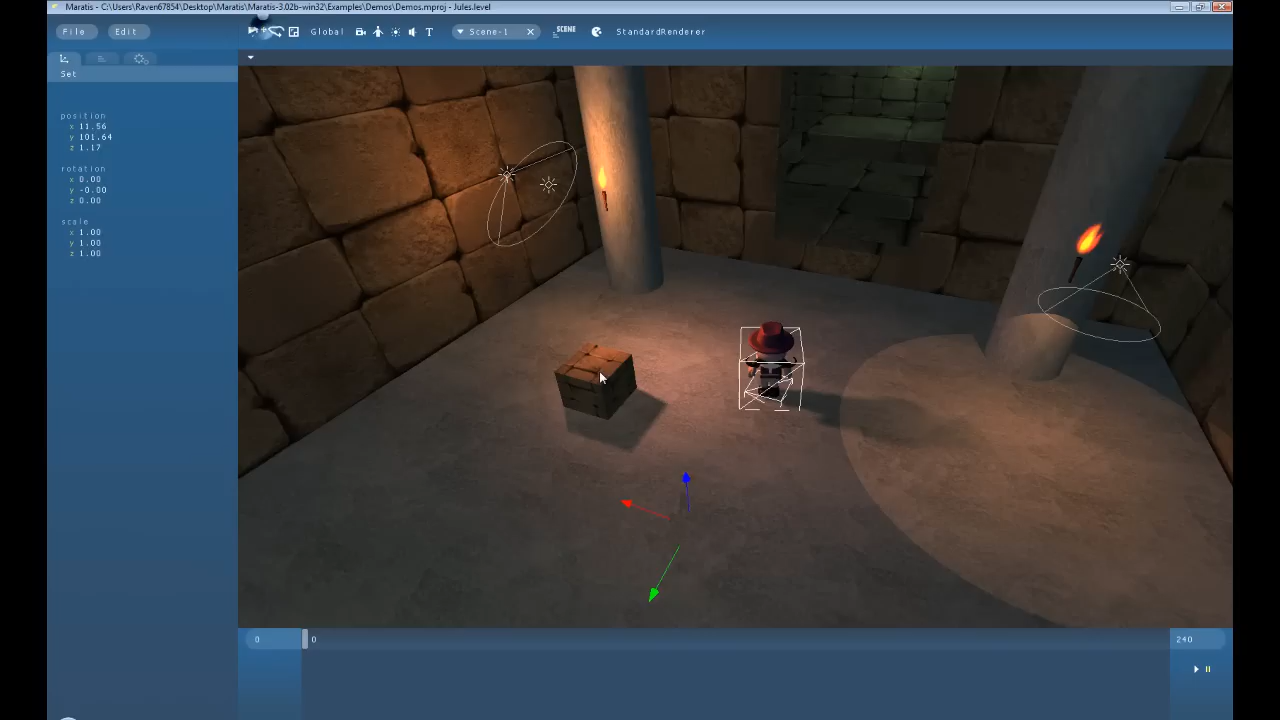 Maratis - C:\Users\Raven67854\Desktop\Maratis\Maratis-3.02b-win32\Examples\Demos\Demos.mproj - Jules.level
File Edit Global T Scene-1 SCENE StandardRenderer
Set
position
x 11.56
y 101.64
z 1.17
rotation
x 0.00
y -0.00
z 0.00
scale
x 1.00
y 1.00
z 1.00
0 0 240